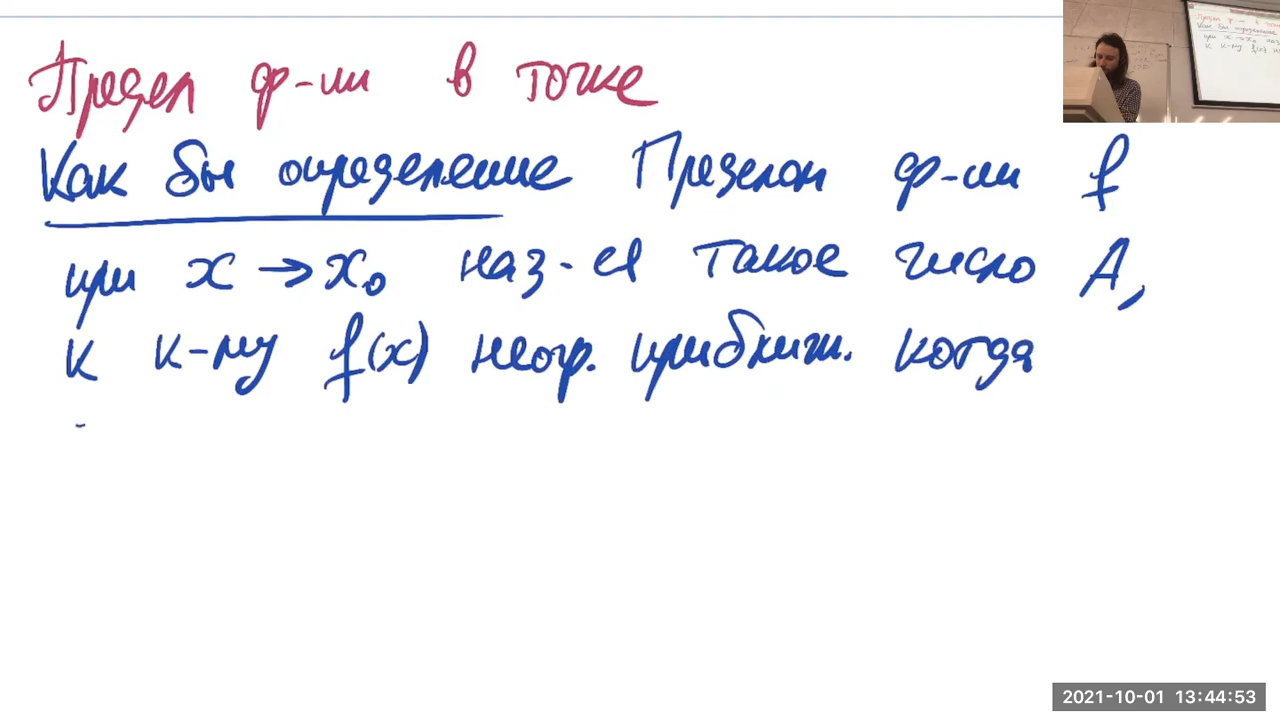 Предел ф-ии в точке
Как бы определение Пределом ф-ии f
при x → x₀ наз-ся такое число A,
к к-му f(x) неогр. приближ. когда
2021-10-01 13:44:53